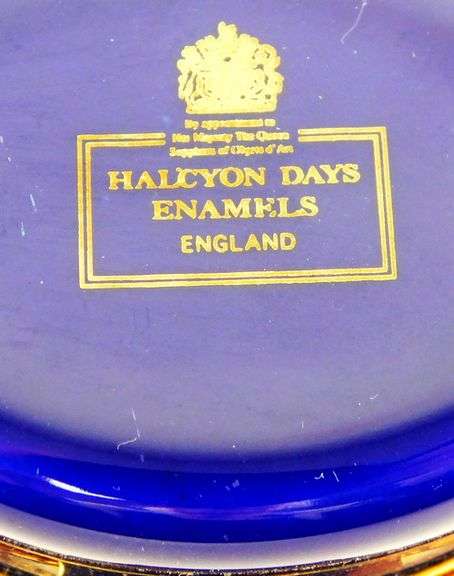 By appointment to
Her Majesty The Queen
Suppliers of Objets d'Art
HALCYON DAYS
ENAMELS
ENGLAND